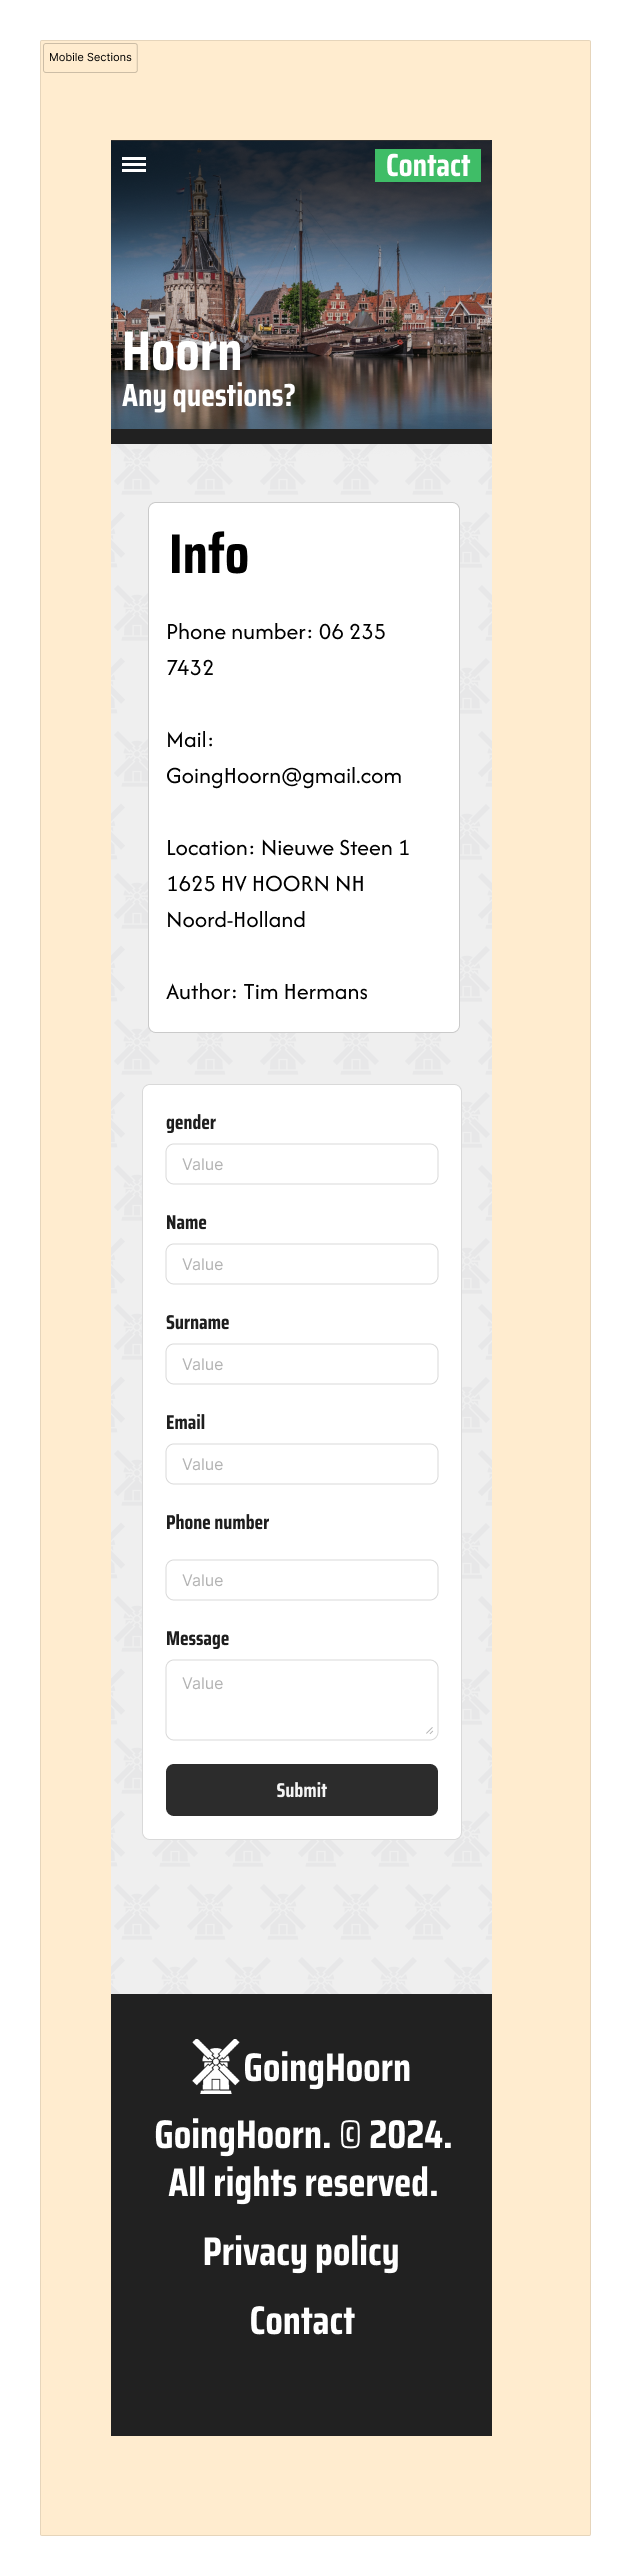 Mobile Sections
Contact
Hoorn
Any questions?
Info
Phone number: 06 235
7432
Mail:
GoingHoorn@gmail.com
Location: Nieuwe Steen 1
1625 HV HOORN NH
Noord-Holland
Author: Tim Hermans
gender
Value
Name
Value
Surname
Value
Email
Value
Phone number
Value
Message
Value
Submit
GoingHoorn
GoingHoorn. © 2024.
All rights reserved.
Privacy policy
Contact